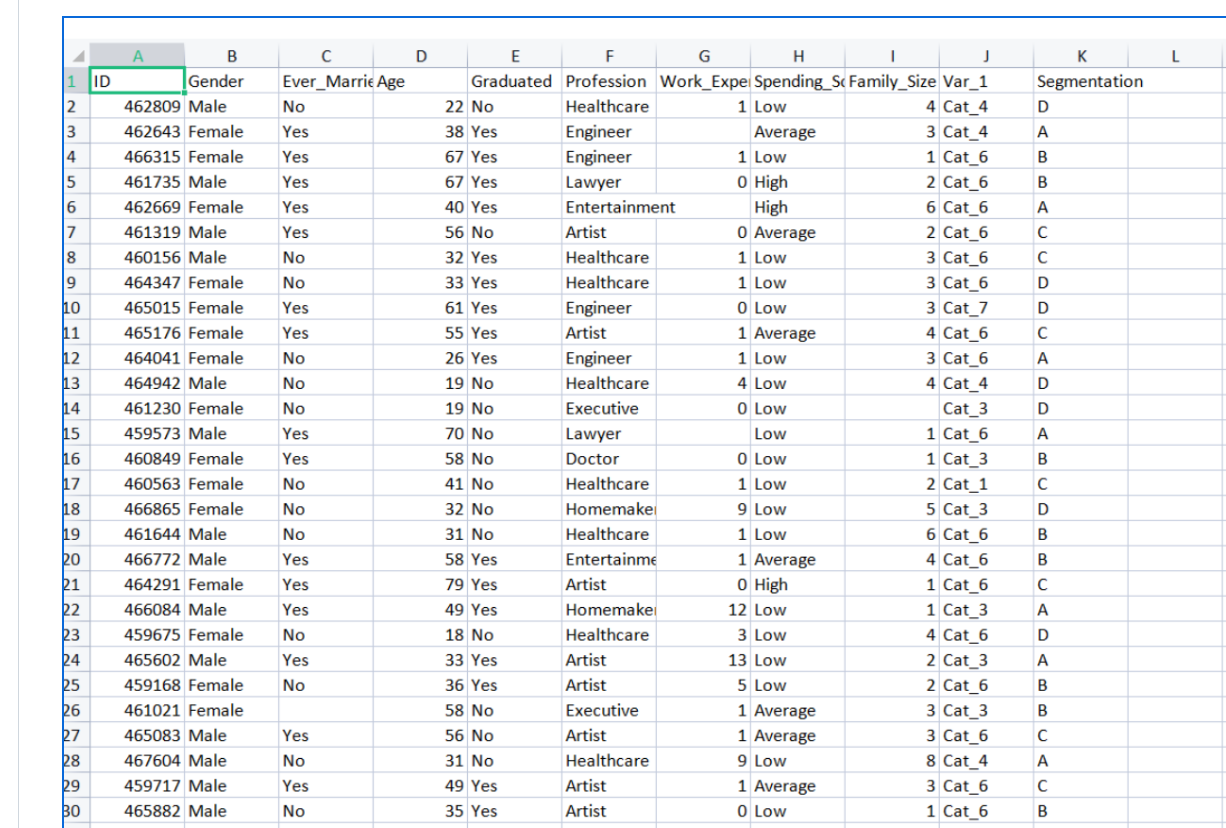 A B C D E F G H I J K L
1 ID Gender Ever_Marrie Age Graduated Profession Work_Exper Spending_Sc Family_Size Var_1 Segmentation
2 462809 Male No 22 No Healthcare 1 Low 4 Cat_4 D
3 462643 Female Yes 38 Yes Engineer Average 3 Cat_4 A
4 466315 Female Yes 67 Yes Engineer 1 Low 1 Cat_6 B
5 461735 Male Yes 67 Yes Lawyer 0 High 2 Cat_6 B
6 462669 Female Yes 40 Yes Entertainment High 6 Cat_6 A
7 461319 Male Yes 56 No Artist 0 Average 2 Cat_6 C
8 460156 Male No 32 Yes Healthcare 1 Low 3 Cat_6 C
9 464347 Female No 33 Yes Healthcare 1 Low 3 Cat_6 D
10 465015 Female Yes 61 Yes Engineer 0 Low 3 Cat_7 D
11 465176 Female Yes 55 Yes Artist 1 Average 4 Cat_6 C
12 464041 Female No 26 Yes Engineer 1 Low 3 Cat_6 A
13 464942 Male No 19 No Healthcare 4 Low 4 Cat_4 D
14 461230 Female No 19 No Executive 0 Low Cat_3 D
15 459573 Male Yes 70 No Lawyer Low 1 Cat_6 A
16 460849 Female Yes 58 No Doctor 0 Low 1 Cat_3 B
17 460563 Female No 41 No Healthcare 1 Low 2 Cat_1 C
18 466865 Female No 32 No Homemaker 9 Low 5 Cat_3 D
19 461644 Male No 31 No Healthcare 1 Low 6 Cat_6 B
20 466772 Male Yes 58 Yes Entertainme 1 Average 4 Cat_6 B
21 464291 Female Yes 79 Yes Artist 0 High 1 Cat_6 C
22 466084 Male Yes 49 Yes Homemaker 12 Low 1 Cat_3 A
23 459675 Female No 18 No Healthcare 3 Low 4 Cat_6 D
24 465602 Male Yes 33 Yes Artist 13 Low 2 Cat_3 A
25 459168 Female No 36 Yes Artist 5 Low 2 Cat_6 B
26 461021 Female 58 No Executive 1 Average 3 Cat_3 B
27 465083 Male Yes 56 No Artist 1 Average 3 Cat_6 C
28 467604 Male No 31 No Healthcare 9 Low 8 Cat_4 A
29 459717 Male Yes 49 Yes Artist 1 Average 3 Cat_6 C
30 465882 Male No 35 Yes Artist 0 Low 1 Cat_6 B